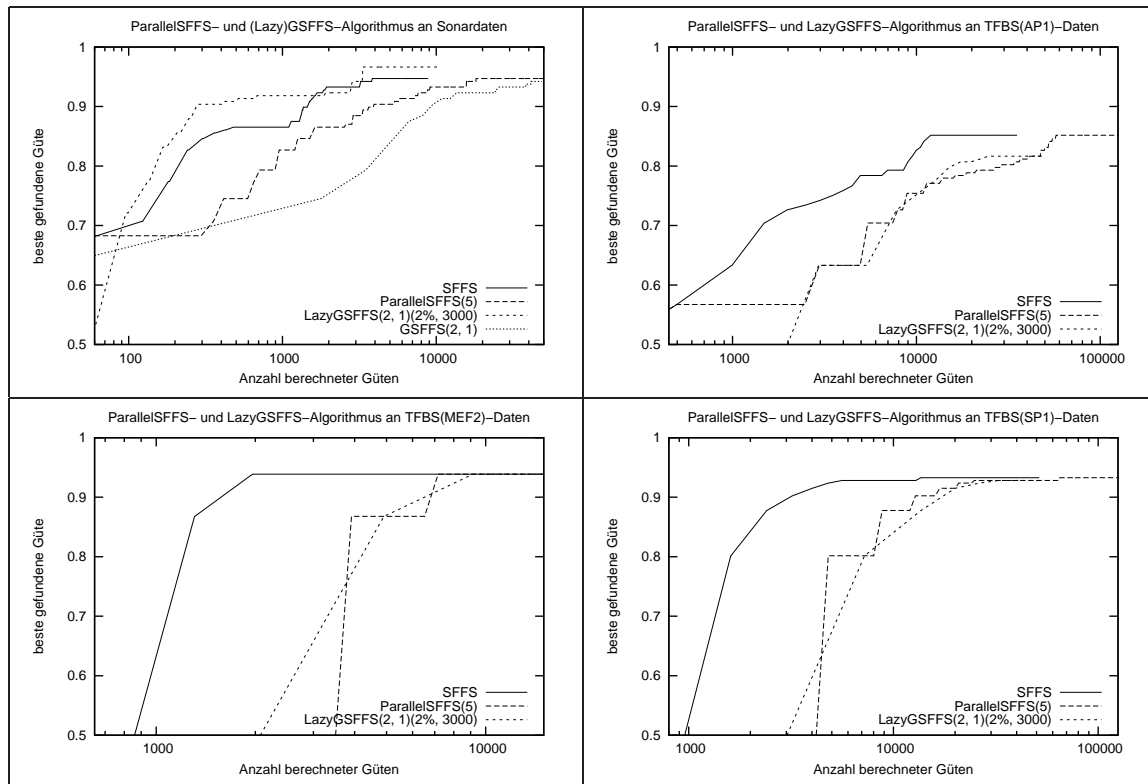 ParallelSFFS− und (Lazy)GSFFS−Algorithmus an Sonardaten
1
0.9
0.8
0.7
0.6
0.5
beste gefundene Güte
SFFS
ParallelSFFS(5)
LazyGSFFS(2, 1)(2%, 3000)
GSFFS(2, 1)
100 1000 10000
Anzahl berechneter Güten
ParallelSFFS− und LazyGSFFS−Algorithmus an TFBS(AP1)−Daten
1
0.9
0.8
0.7
0.6
0.5
beste gefundene Güte
SFFS
ParallelSFFS(5)
LazyGSFFS(2, 1)(2%, 3000)
1000 10000 100000
Anzahl berechneter Güten
ParallelSFFS− und LazyGSFFS−Algorithmus an TFBS(MEF2)−Daten
1
0.9
0.8
0.7
0.6
0.5
beste gefundene Güte
SFFS
ParallelSFFS(5)
LazyGSFFS(2, 1)(2%, 3000)
1000 10000
Anzahl berechneter Güten
ParallelSFFS− und LazyGSFFS−Algorithmus an TFBS(SP1)−Daten
1
0.9
0.8
0.7
0.6
0.5
beste gefundene Güte
SFFS
ParallelSFFS(5)
LazyGSFFS(2, 1)(2%, 3000)
1000 10000 100000
Anzahl berechneter Güten